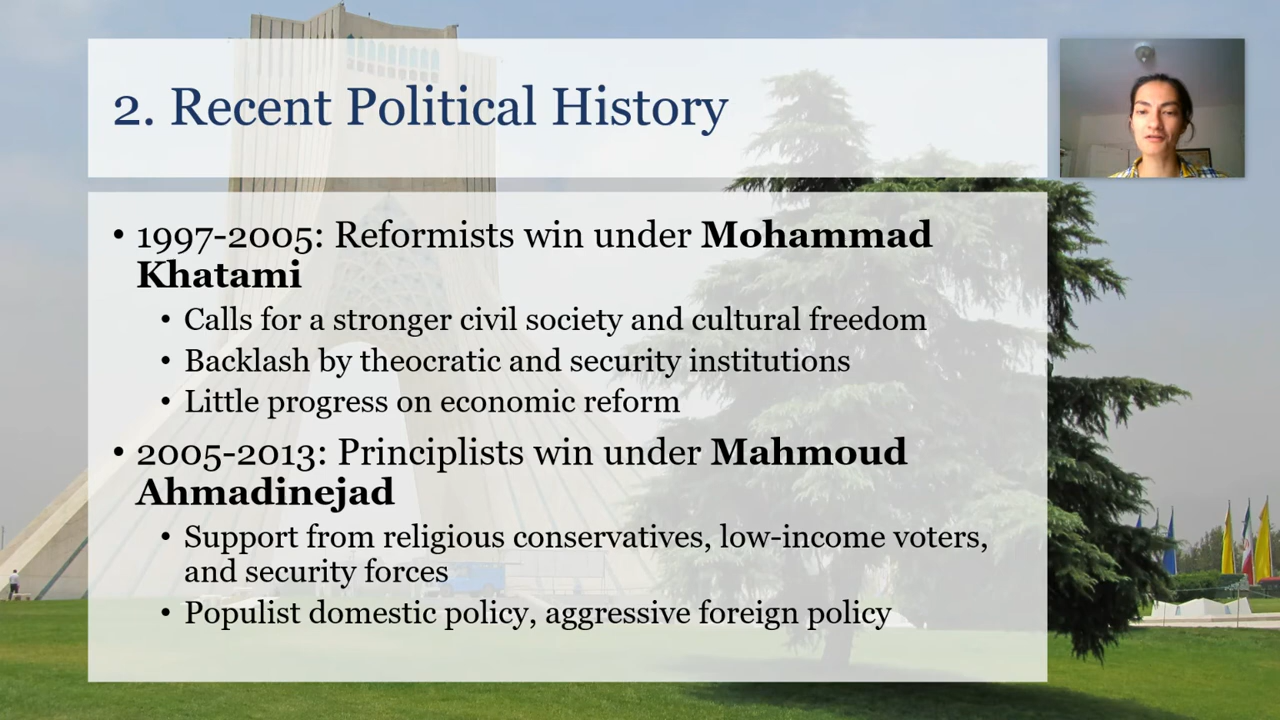 2. Recent Political History
• 1997-2005: Reformists win under Mohammad
Khatami
• Calls for a stronger civil society and cultural freedom
• Backlash by theocratic and security institutions
• Little progress on economic reform
• 2005-2013: Principlists win under Mahmoud
Ahmadinejad
• Support from religious conservatives, low-income voters,
and security forces
• Populist domestic policy, aggressive foreign policy